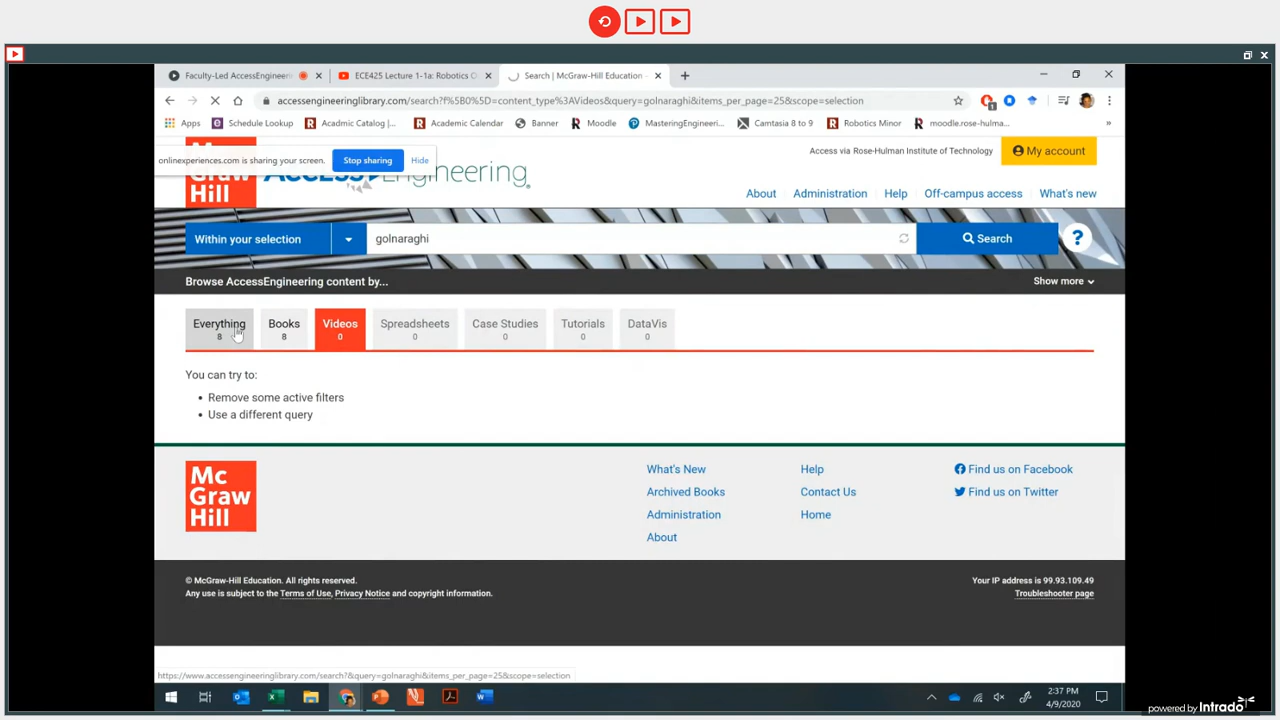 Faculty-Led AccessEngineeri
ECE425 Lecture 1-1a: Robotics O
Search | McGraw-Hill Education -
accessengineeringlibrary.com/search?f%5B0%5D=content_type%3AVideos&query=golnaraghi&items_per_page=25&scope=selection
Apps
Schedule Lookup
Acadmic Catalog |...
Academic Calendar
Banner
Moodle
MasteringEngineeri...
Camtasia 8 to 9
Robotics Minor
moodle.rose-hulma...
onlinexperiences.com is sharing your screen.
Stop sharing
Hide
Hill
Engineering
Access via Rose-Hulman Institute of Technology
My account
About
Administration
Help
Off-campus access
What's new
Within your selection
golnaraghi
Search
?
Browse AccessEngineering content by...
Show more
Everything
8
Books
8
Videos
0
Spreadsheets
0
Case Studies
0
Tutorials
0
DataVis
0
You can try to:
Remove some active filters
Use a different query
Mc
Graw
Hill
What's New
Archived Books
Administration
About
Help
Contact Us
Home
Find us on Facebook
Find us on Twitter
© McGraw-Hill Education. All rights reserved.
Any use is subject to the Terms of Use, Privacy Notice and copyright information.
Your IP address is 99.93.109.49
Troubleshooter page
https://www.accessengineeringlibrary.com/search?&query=golnaraghi&items_per_page=25&scope=selection
2:37 PM
4/9/2020
powered by Intrado